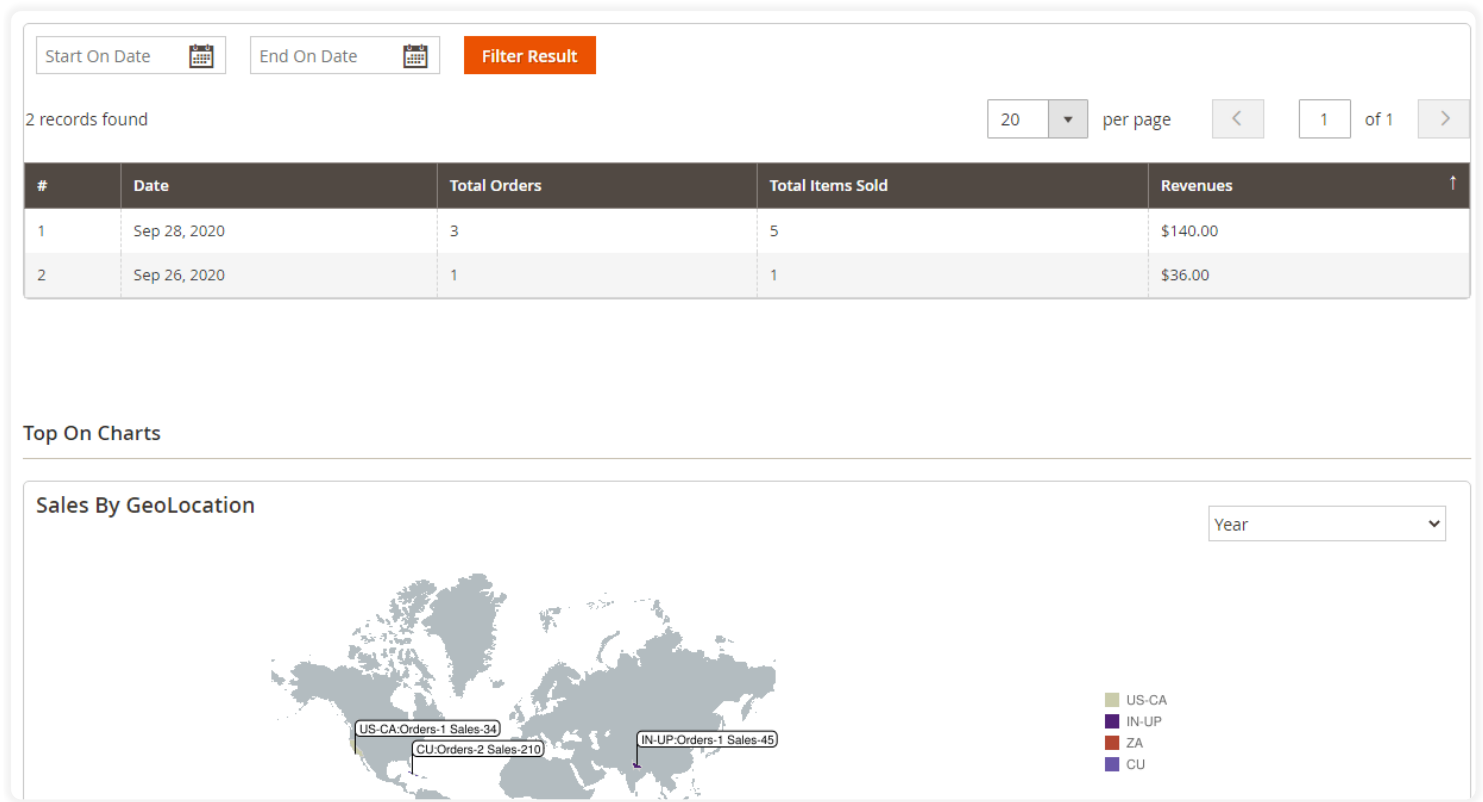 Start On Date End On Date Filter Result
2 records found 20 per page 1 of 1
# Date Total Orders Total Items Sold Revenues ↑
1 Sep 28, 2020 3 5 $140.00
2 Sep 26, 2020 1 1 $36.00
Top On Charts
Sales By GeoLocation
Year
US-CA
IN-UP
ZA
CU
US-CA:Orders-1 Sales-34
CU:Orders-2 Sales-210
IN-UP:Orders-1 Sales-45